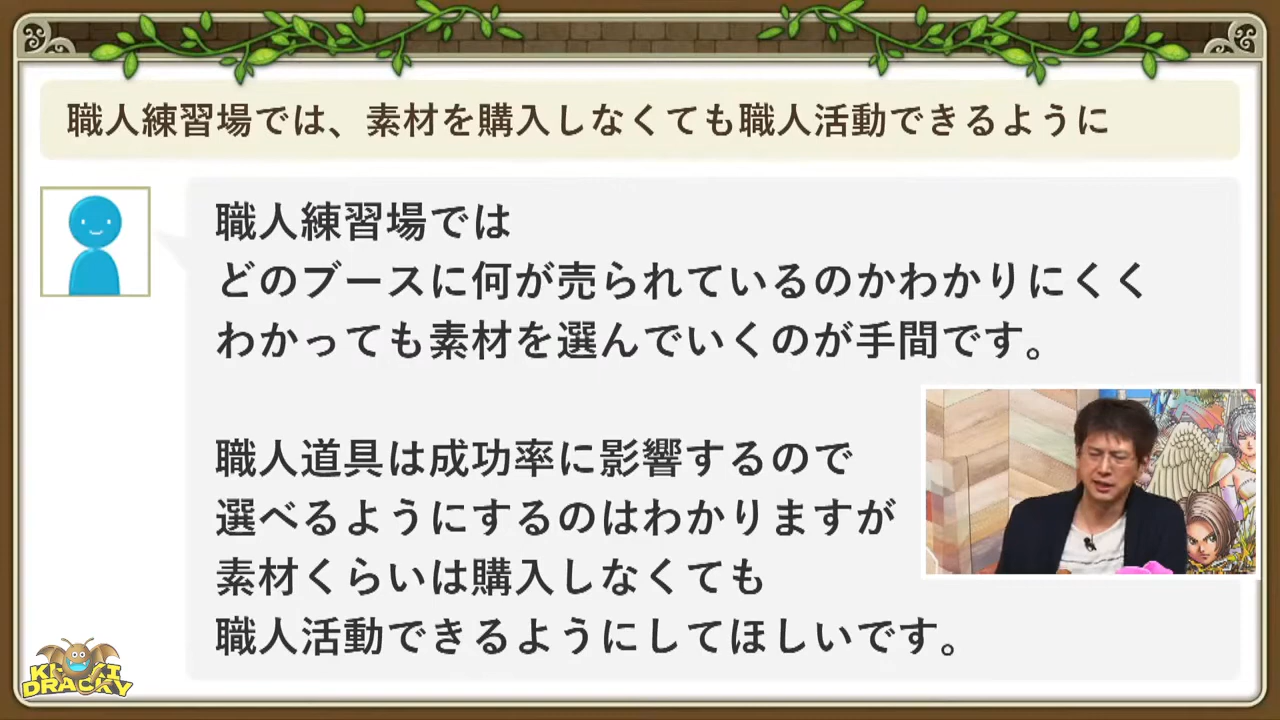 職人練習場では、素材を購入しなくても職人活動できるように
職人練習場では
どのブースに何が売られているのかわかりにくく
わかっても素材を選んでいくのが手間です。
職人道具は成功率に影響するので
選べるようにするのはわかりますが
素材くらいは購入しなくても
職人活動できるようにしてほしいです。
DRACKY